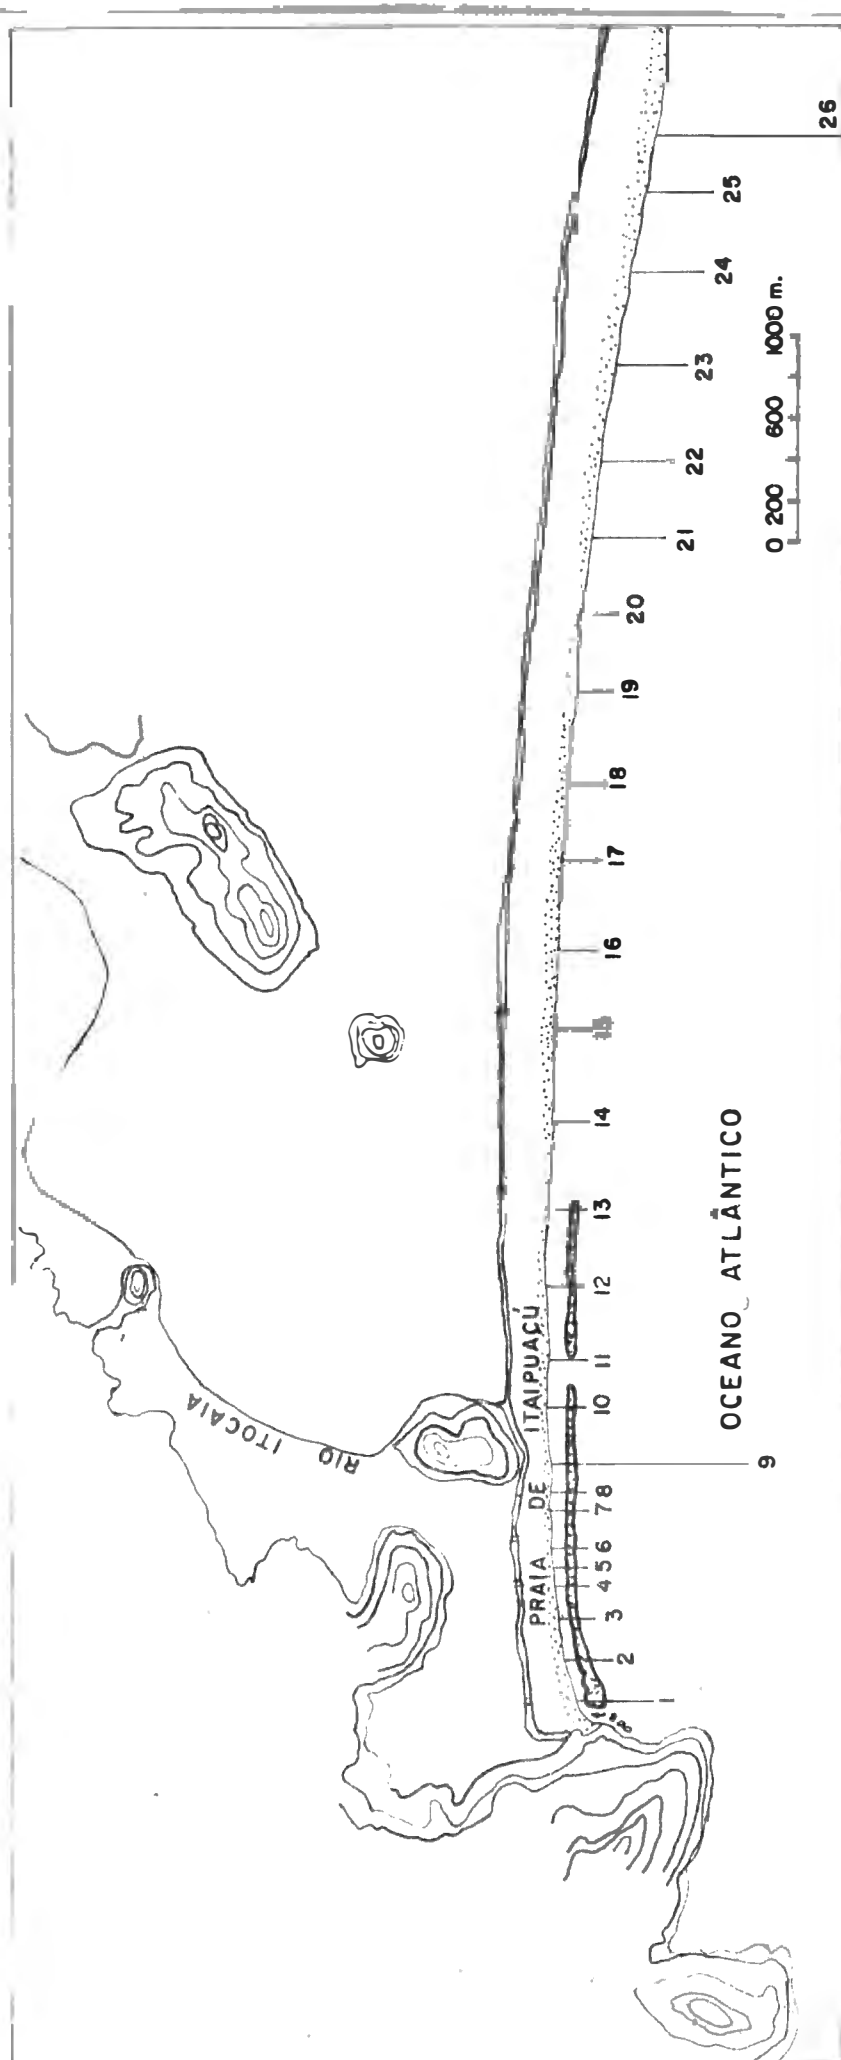 RIO ITOCAIA
PRAIA DE ITAIPUAÇÚ
1 2 3 4 5 6 7 8 9 10 11 12 13 14 15 16 17 18 19 20 21 22 23 24 25 26
OCEANO ATLÂNTICO
0 200 600 1000 m.